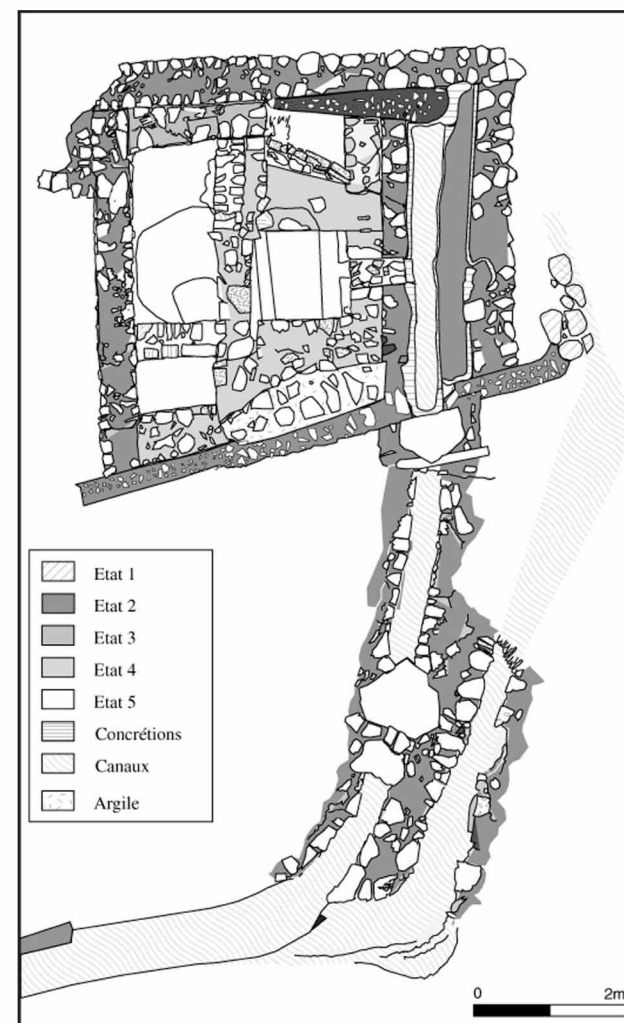 Etat 1
Etat 2
Etat 3
Etat 4
Etat 5
Concrétions
Canaux
Argile
0 2m